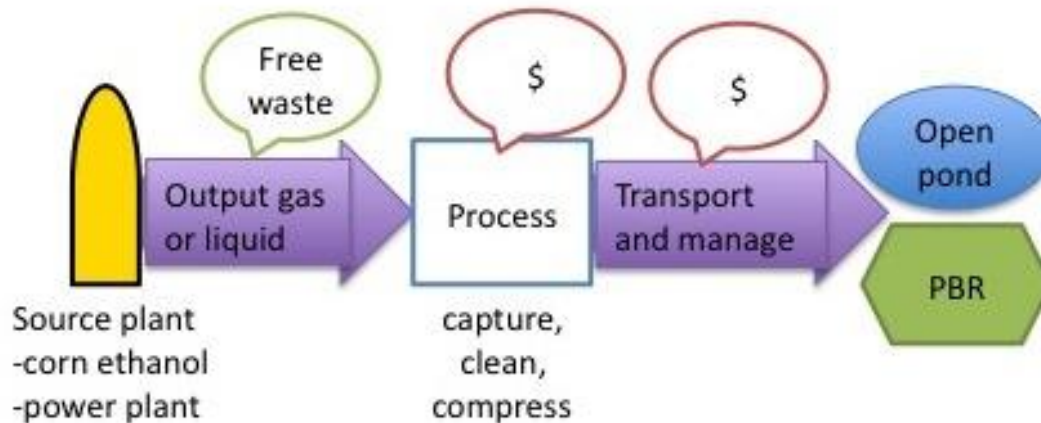 Free
waste
$
$
Output gas
or liquid
Process
Transport
and manage
Open
pond
PBR
Source plant
-corn ethanol
-power plant
capture,
clean,
compress